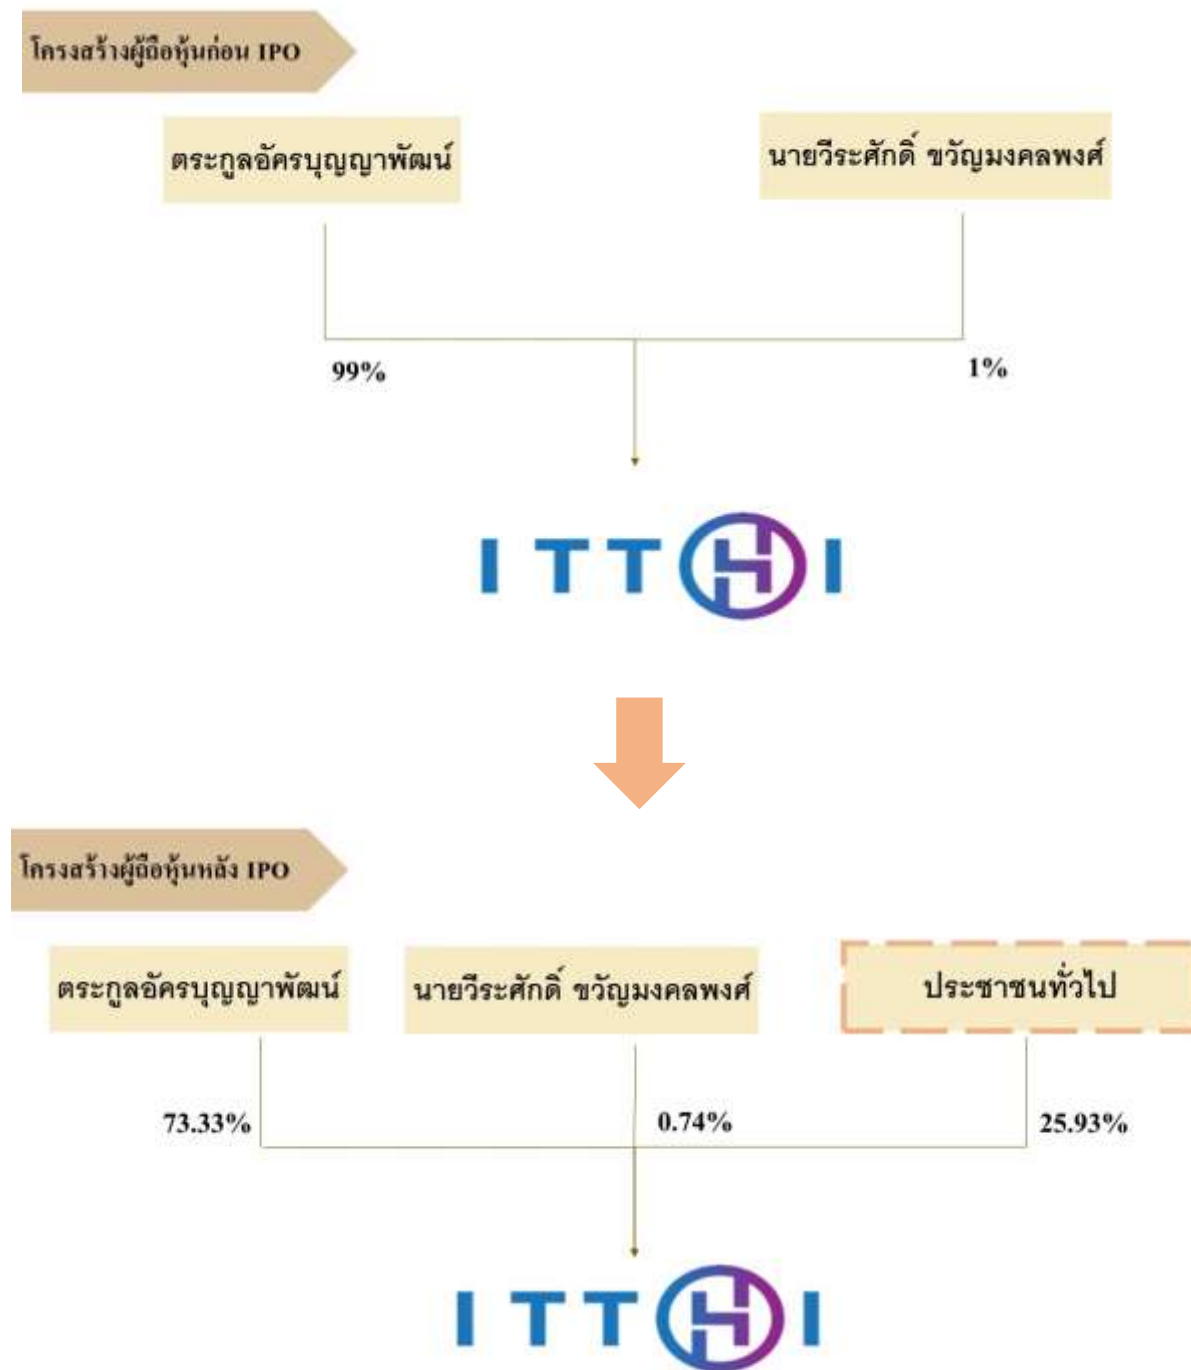 โครงสร้างผู้ถือหุ้นก่อน IPO
ตระกูลอัครบุญญาพัฒน์
นายวีระศักดิ์ ขวัญมงคลพงศ์
99%
1%
ITTHI
โครงสร้างผู้ถือหุ้นหลัง IPO
ตระกูลอัครบุญญาพัฒน์
นายวีระศักดิ์ ขวัญมงคลพงศ์
ประชาชนทั่วไป
73.33%
0.74%
25.93%
ITTHI